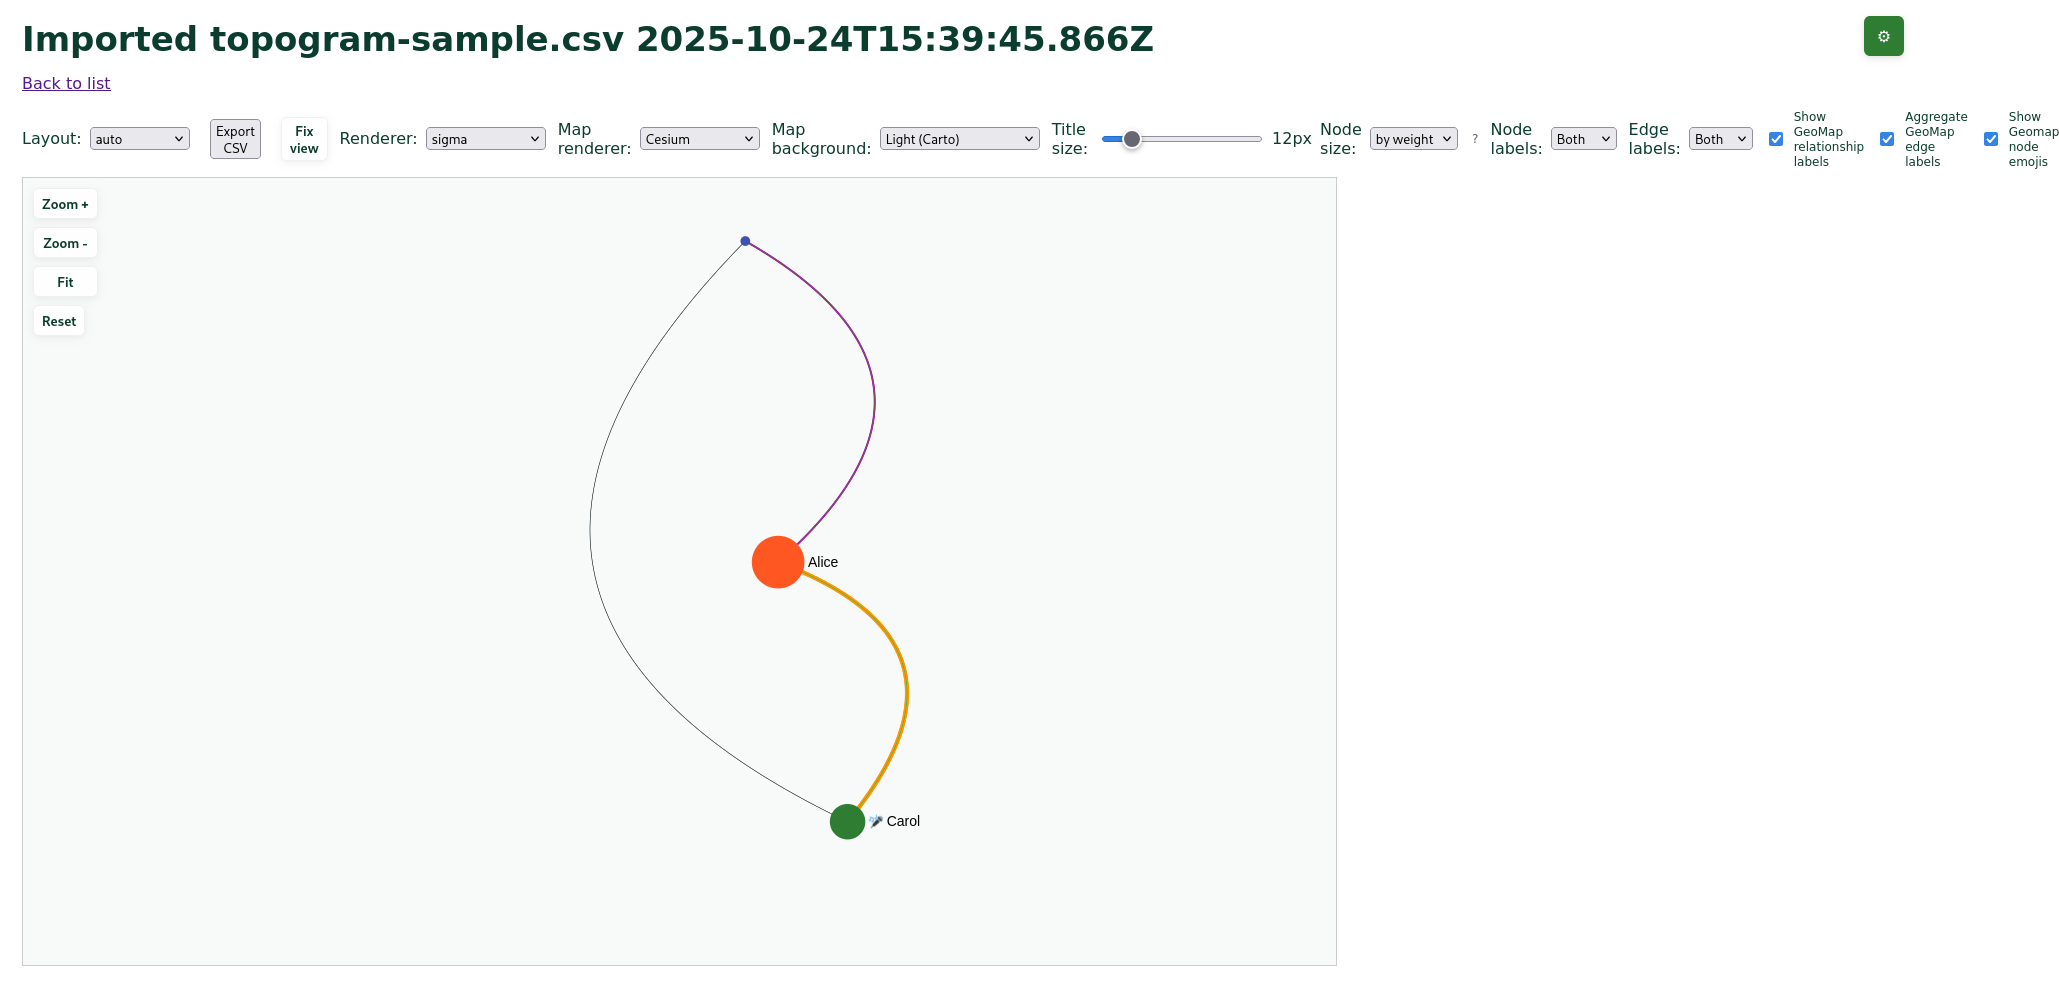 Imported topogram-sample.csv 2025-10-24T15:39:45.866Z
⚙
Back to list
Layout: auto
Export
CSV
Fix
view
Renderer: sigma
Map
renderer: Cesium
Map
background: Light (Carto)
Title
size: 12px
Node
size: by weight ?
Node
labels: Both
Edge
labels: Both
Show
GeoMap
relationship
labels
Aggregate
GeoMap
edge
labels
Show
Geomap
node
emojis
Zoom +
Zoom -
Fit
Reset
Alice
Carol